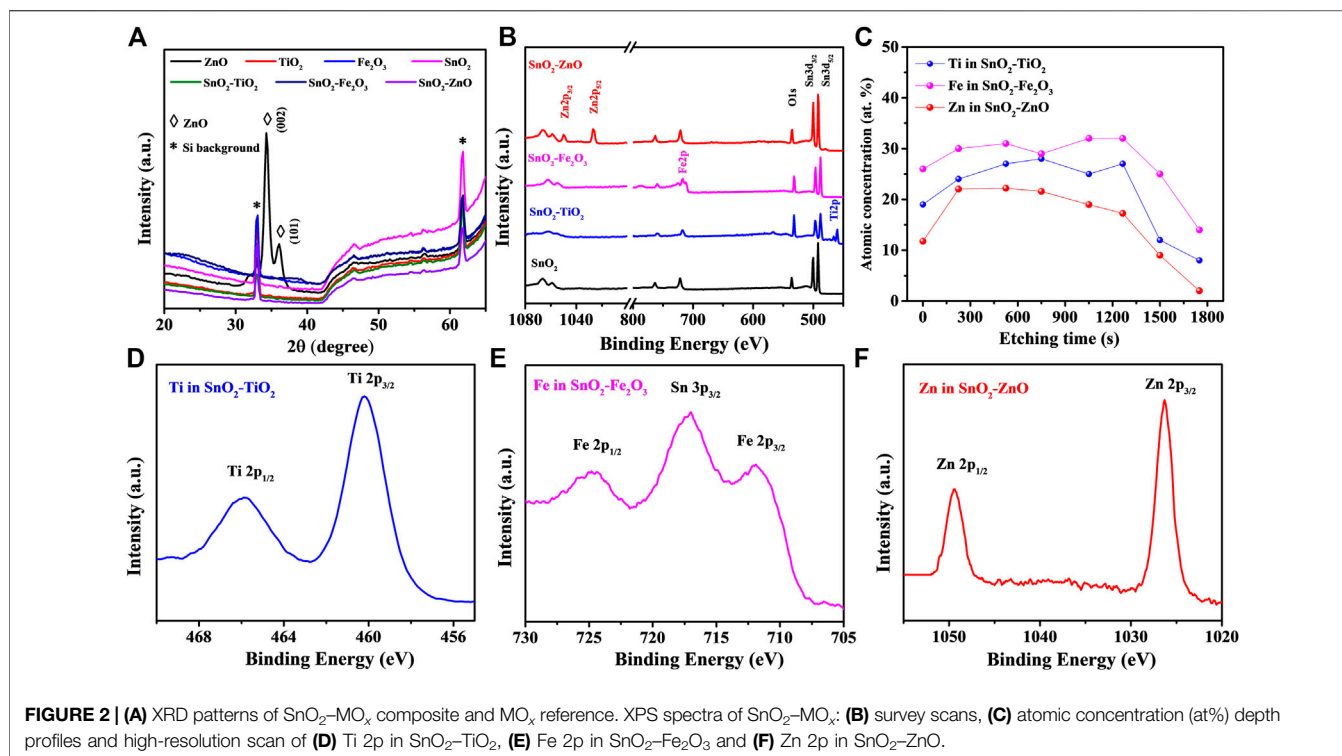 A
ZnO TiO₂ Fe₂O₃ SnO₂
SnO₂-TiO₂ SnO₂-Fe₂O₃ SnO₂-ZnO
◊ ZnO
* Si background
◊ (002)
◊ (101)
*
*
Intensity (a.u.)
20 30 40 50 60
2θ (degree)
B
SnO₂-ZnO
Zn2p₃/₂
Zn2p₅/₂
O1s
Sn3d₃/₂
Sn3d₅/₂
SnO₂-Fe₂O₃
Fe2p
SnO₂-TiO₂
Ti2p
SnO₂
Intensity (a.u.)
1080 1040 800 700 600 500
Binding Energy (eV)
C
Ti in SnO₂-TiO₂
Fe in SnO₂-Fe₂O₃
Zn in SnO₂-ZnO
Atomic concentration (at. %)
50
40
30
20
10
0
0 300 600 900 1200 1500 1800
Etching time (s)
D
Ti in SnO₂-TiO₂
Ti 2p₃/₂
Ti 2p₁/₂
Intensity (a.u.)
468 464 460 455
Binding Energy (eV)
E
Fe in SnO₂-Fe₂O₃
Sn 3p₃/₂
Fe 2p₁/₂
Fe 2p₃/₂
Intensity (a.u.)
730 725 720 715 710 705
Binding Energy (eV)
F
Zn in SnO₂-ZnO
Zn 2p₃/₂
Zn 2p₁/₂
Intensity (a.u.)
1050 1040 1030 1020
Binding Energy (eV)
FIGURE 2 | (A) XRD patterns of SnO₂–MOₓ composite and MOₓ reference. XPS spectra of SnO₂–MOₓ: (B) survey scans, (C) atomic concentration (at%) depth
profiles and high-resolution scan of (D) Ti 2p in SnO₂–TiO₂, (E) Fe 2p in SnO₂–Fe₂O₃ and (F) Zn 2p in SnO₂–ZnO.